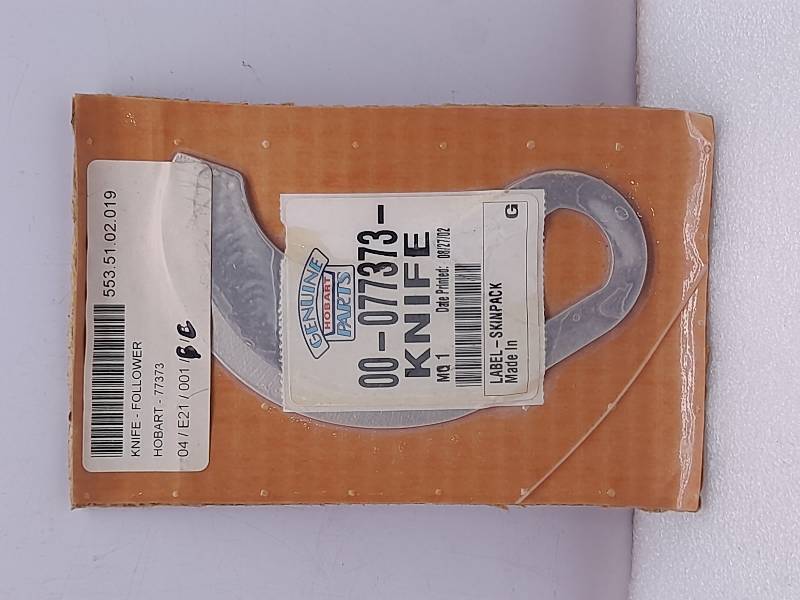 553.51.02.019
KNIFE - FOLLOWER
HOBART - 77373
04 / E21 / 001 /
GENUINE
HOBART
PARTS
00-077373-
KNIFE
MQ 1 Date Printed: 08/27/02
LABEL-SKINPACK
Made In
G